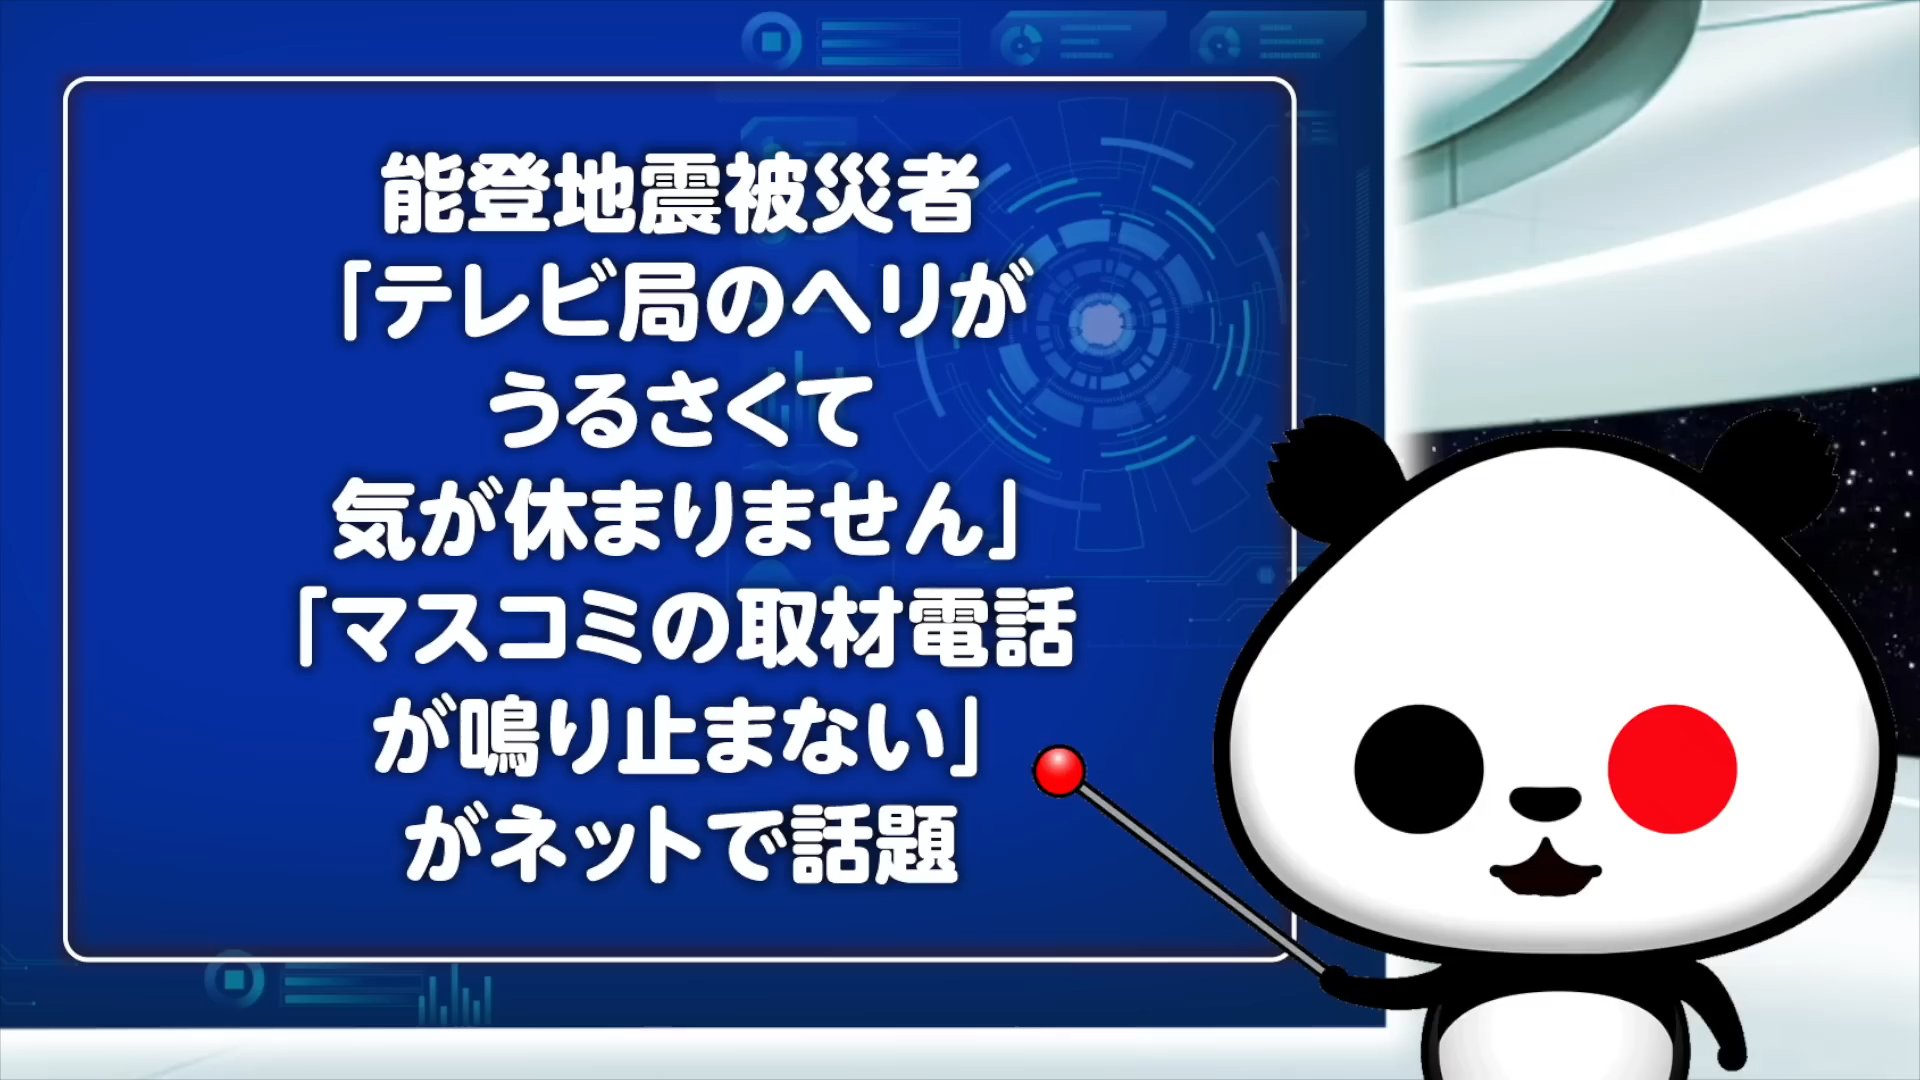 能登地震被災者
「テレビ局のヘリが
うるさくて
気が休まりません」
「マスコミの取材電話
が鳴り止まない」
がネットで話題